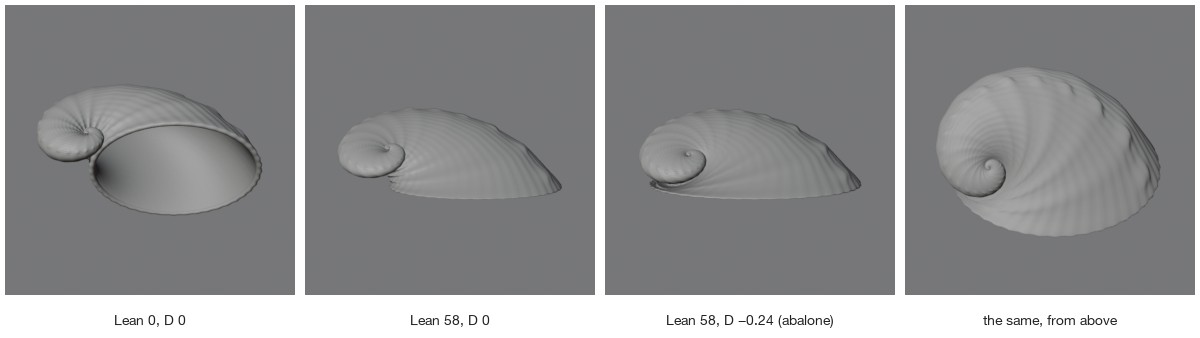 Lean 0, D 0
Lean 58, D 0
Lean 58, D −0.24 (abalone)
the same, from above